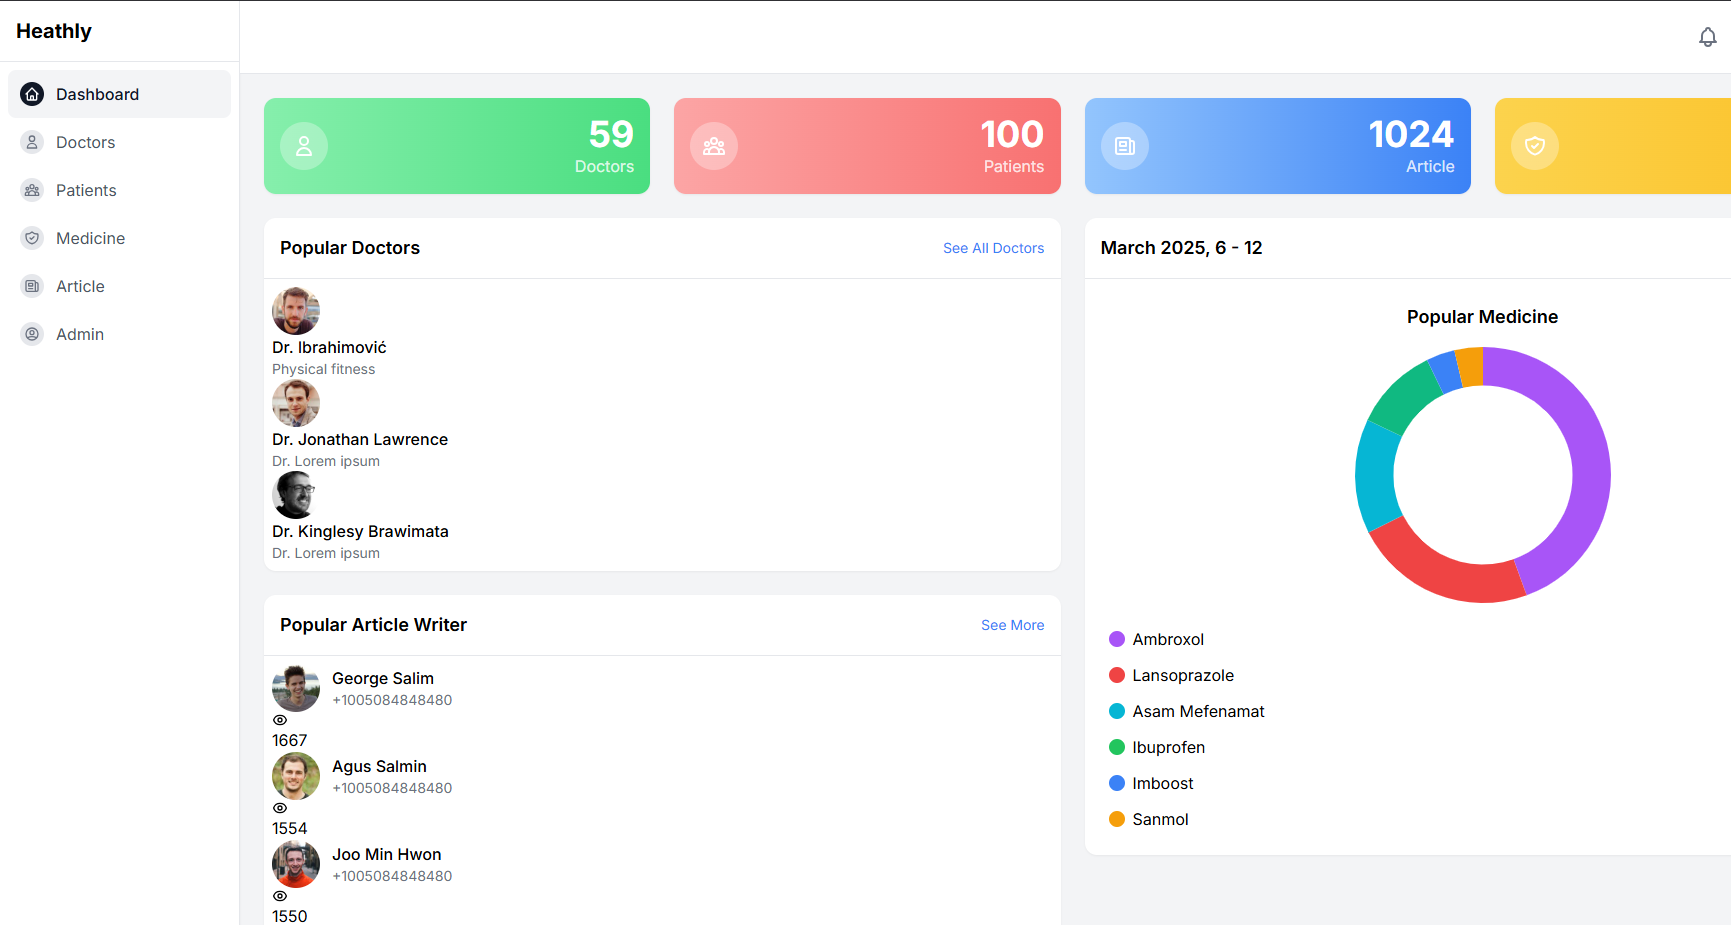 Heathly
Dashboard
Doctors
Patients
Medicine
Article
Admin
59
Doctors
100
Patients
1024
Article
Popular Doctors
See All Doctors
Dr. Ibrahimović
Physical fitness
Dr. Jonathan Lawrence
Dr. Lorem ipsum
Dr. Kinglesy Brawimata
Dr. Lorem ipsum
Popular Article Writer
See More
George Salim
+1005084848480
1667
Agus Salmin
+1005084848480
1554
Joo Min Hwon
+1005084848480
1550
March 2025, 6 - 12
Popular Medicine
Ambroxol
Lansoprazole
Asam Mefenamat
Ibuprofen
Imboost
Sanmol